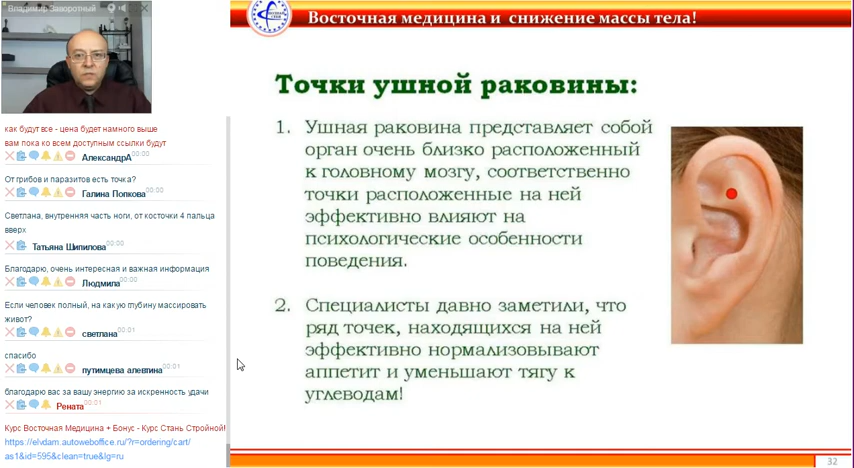 Владимир Заворотный
как будут все - цена будет намного выше
вам пока ко всем доступным ссылки будут
АлександрА 00:00
От грибов и паразитов есть точка?
Галина Попкова 00:00
Светлана, внутренняя часть ноги, от косточки 4 пальца
вверх
Татьяна Шипилова 00:00
Благодарю, очень интересная и важная информация
Людмила 00:00
Если человек полный, на какую глубину массировать
живот?
светлана 00:01
спасибо
путимцева алевтина 00:01
благодарю вас за вашу энергию за искренность удачи
Рената 00:01
Курс Восточная Медицина + Бонус - Курс Стань Стройной!
https://elvdam.autoweboffice.ru/?r=ordering/cart/
as1&id=595&clean=true&lg=ru
Восточная медицина и снижение массы тела!
Точки ушной раковины:
1. Ушная раковина представляет собой
орган очень близко расположенный
к головному мозгу, соответственно
точки расположенные на ней
эффективно влияют на
психологические особенности
поведения.
2. Специалисты давно заметили, что
ряд точек, находящихся на ней
эффективно нормализовывают
аппетит и уменьшают тягу к
углеводам!
32